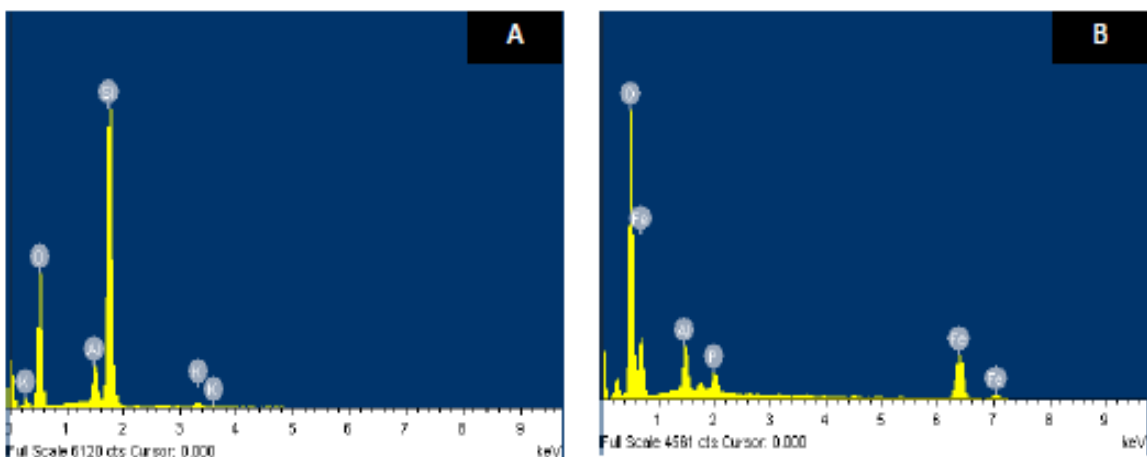 A
Si
O
Al
K
K
K
1 2 3 4 5 6 7 8 9
Full Scale 6120 cts Cursor: 0.000 keV
B
O
Fe
Al
P
Fe
Fe
1 2 3 4 5 6 7 8 9
Full Scale 4561 cts Cursor: 0.000 keV